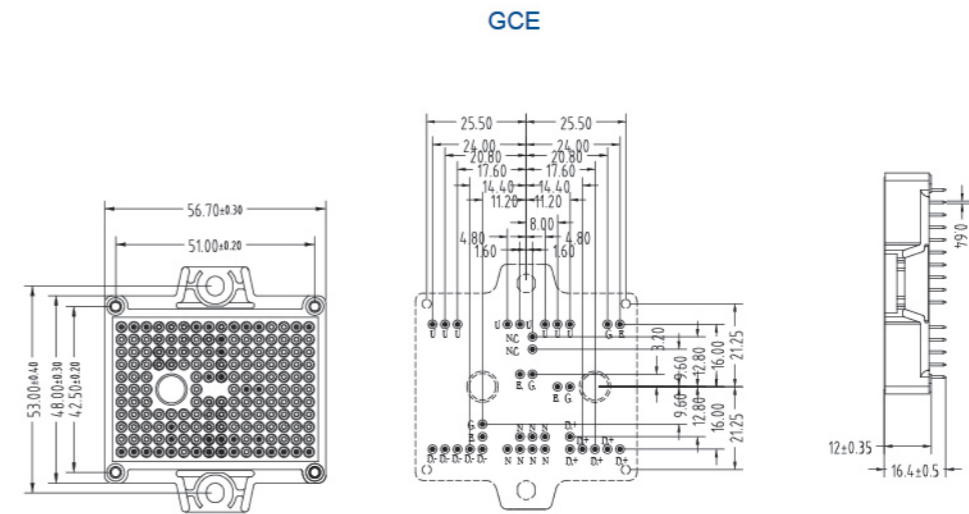 GCE
25.50 25.50
24.00 24.00
20.80 20.80
17.60 17.60
14.40 14.40
11.20 11.20
8.00
4.80 4.80
1.60 1.60
56.70±0.30
51.00±0.20
53.00±0.40
48.00±0.30
42.50±0.20
U U U U U U U U G E
NC
NC
E G
E G
3.20
9.60
12.80
16.00
21.25
9.60
12.80
16.00
21.25
G
E N N N D+
D+ D+ D+
D- D- D- D- D- N N N N D+ D+
0.64
12±0.35
16.4±0.5